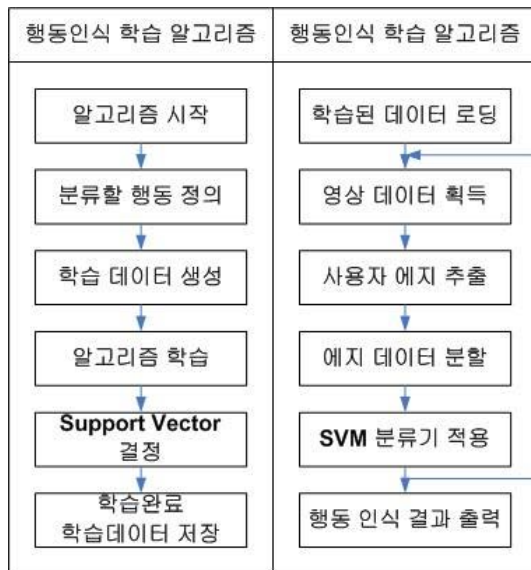 행동인식 학습 알고리즘
알고리즘 시작
분류할 행동 정의
학습 데이터 생성
알고리즘 학습
Support Vector
결정
학습완료
학습데이터 저장
행동인식 학습 알고리즘
학습된 데이터 로딩
영상 데이터 획득
사용자 에지 추출
에지 데이터 분할
SVM 분류기 적용
행동 인식 결과 출력